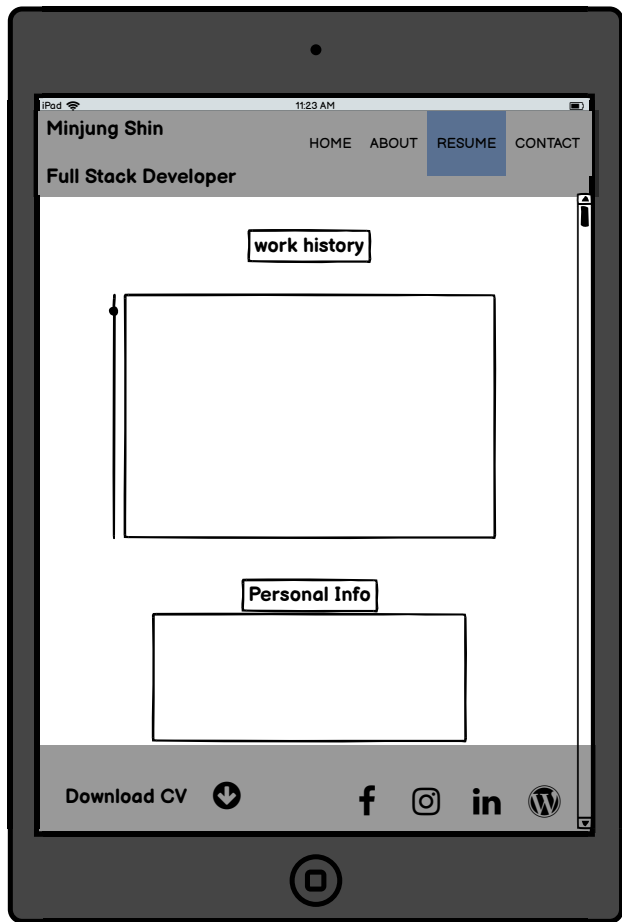 iPad
11:23 AM
Minjung Shin
HOME ABOUT RESUME CONTACT
Full Stack Developer
work history
Personal Info
Download CV